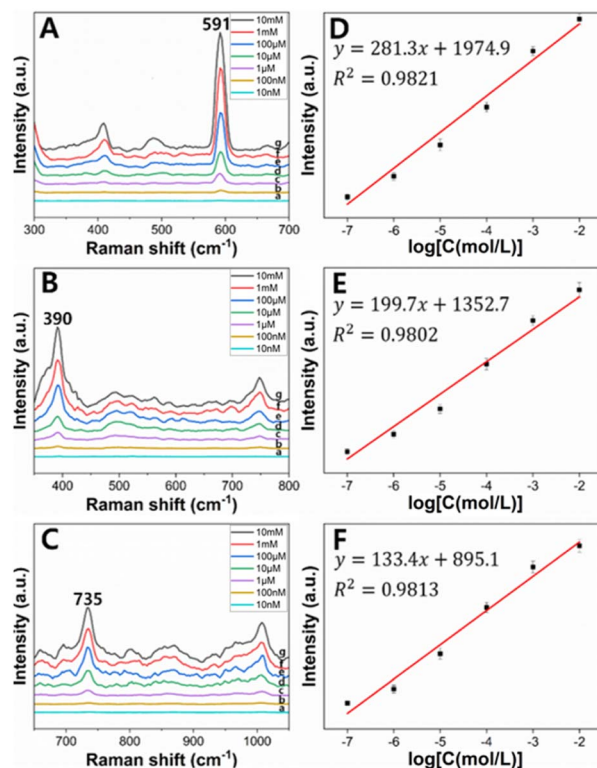 A
591
10mM
1mM
100μM
10μM
1μM
100nM
10nM
g
f
e
d
c
b
a
Intensity (a.u.)
300 400 500 600 700
Raman shift (cm⁻¹)
D
y = 281.3x + 1974.9
R² = 0.9821
Intensity (a.u.)
-7 -6 -5 -4 -3 -2
log[C(mol/L)]
B
390
10mM
1mM
100μM
10μM
1μM
100nM
10nM
g
f
e
d
c
b
a
Intensity (a.u.)
400 500 600 700 800
Raman shift (cm⁻¹)
E
y = 199.7x + 1352.7
R² = 0.9802
Intensity (a.u.)
-7 -6 -5 -4 -3 -2
log[C(mol/L)]
C
735
10mM
1mM
100μM
10μM
1μM
100nM
10nM
g
f
e
d
c
b
a
Intensity (a.u.)
700 800 900 1000
Raman shift (cm⁻¹)
F
y = 133.4x + 895.1
R² = 0.9813
Intensity (a.u.)
-7 -6 -5 -4 -3 -2
log[C(mol/L)]